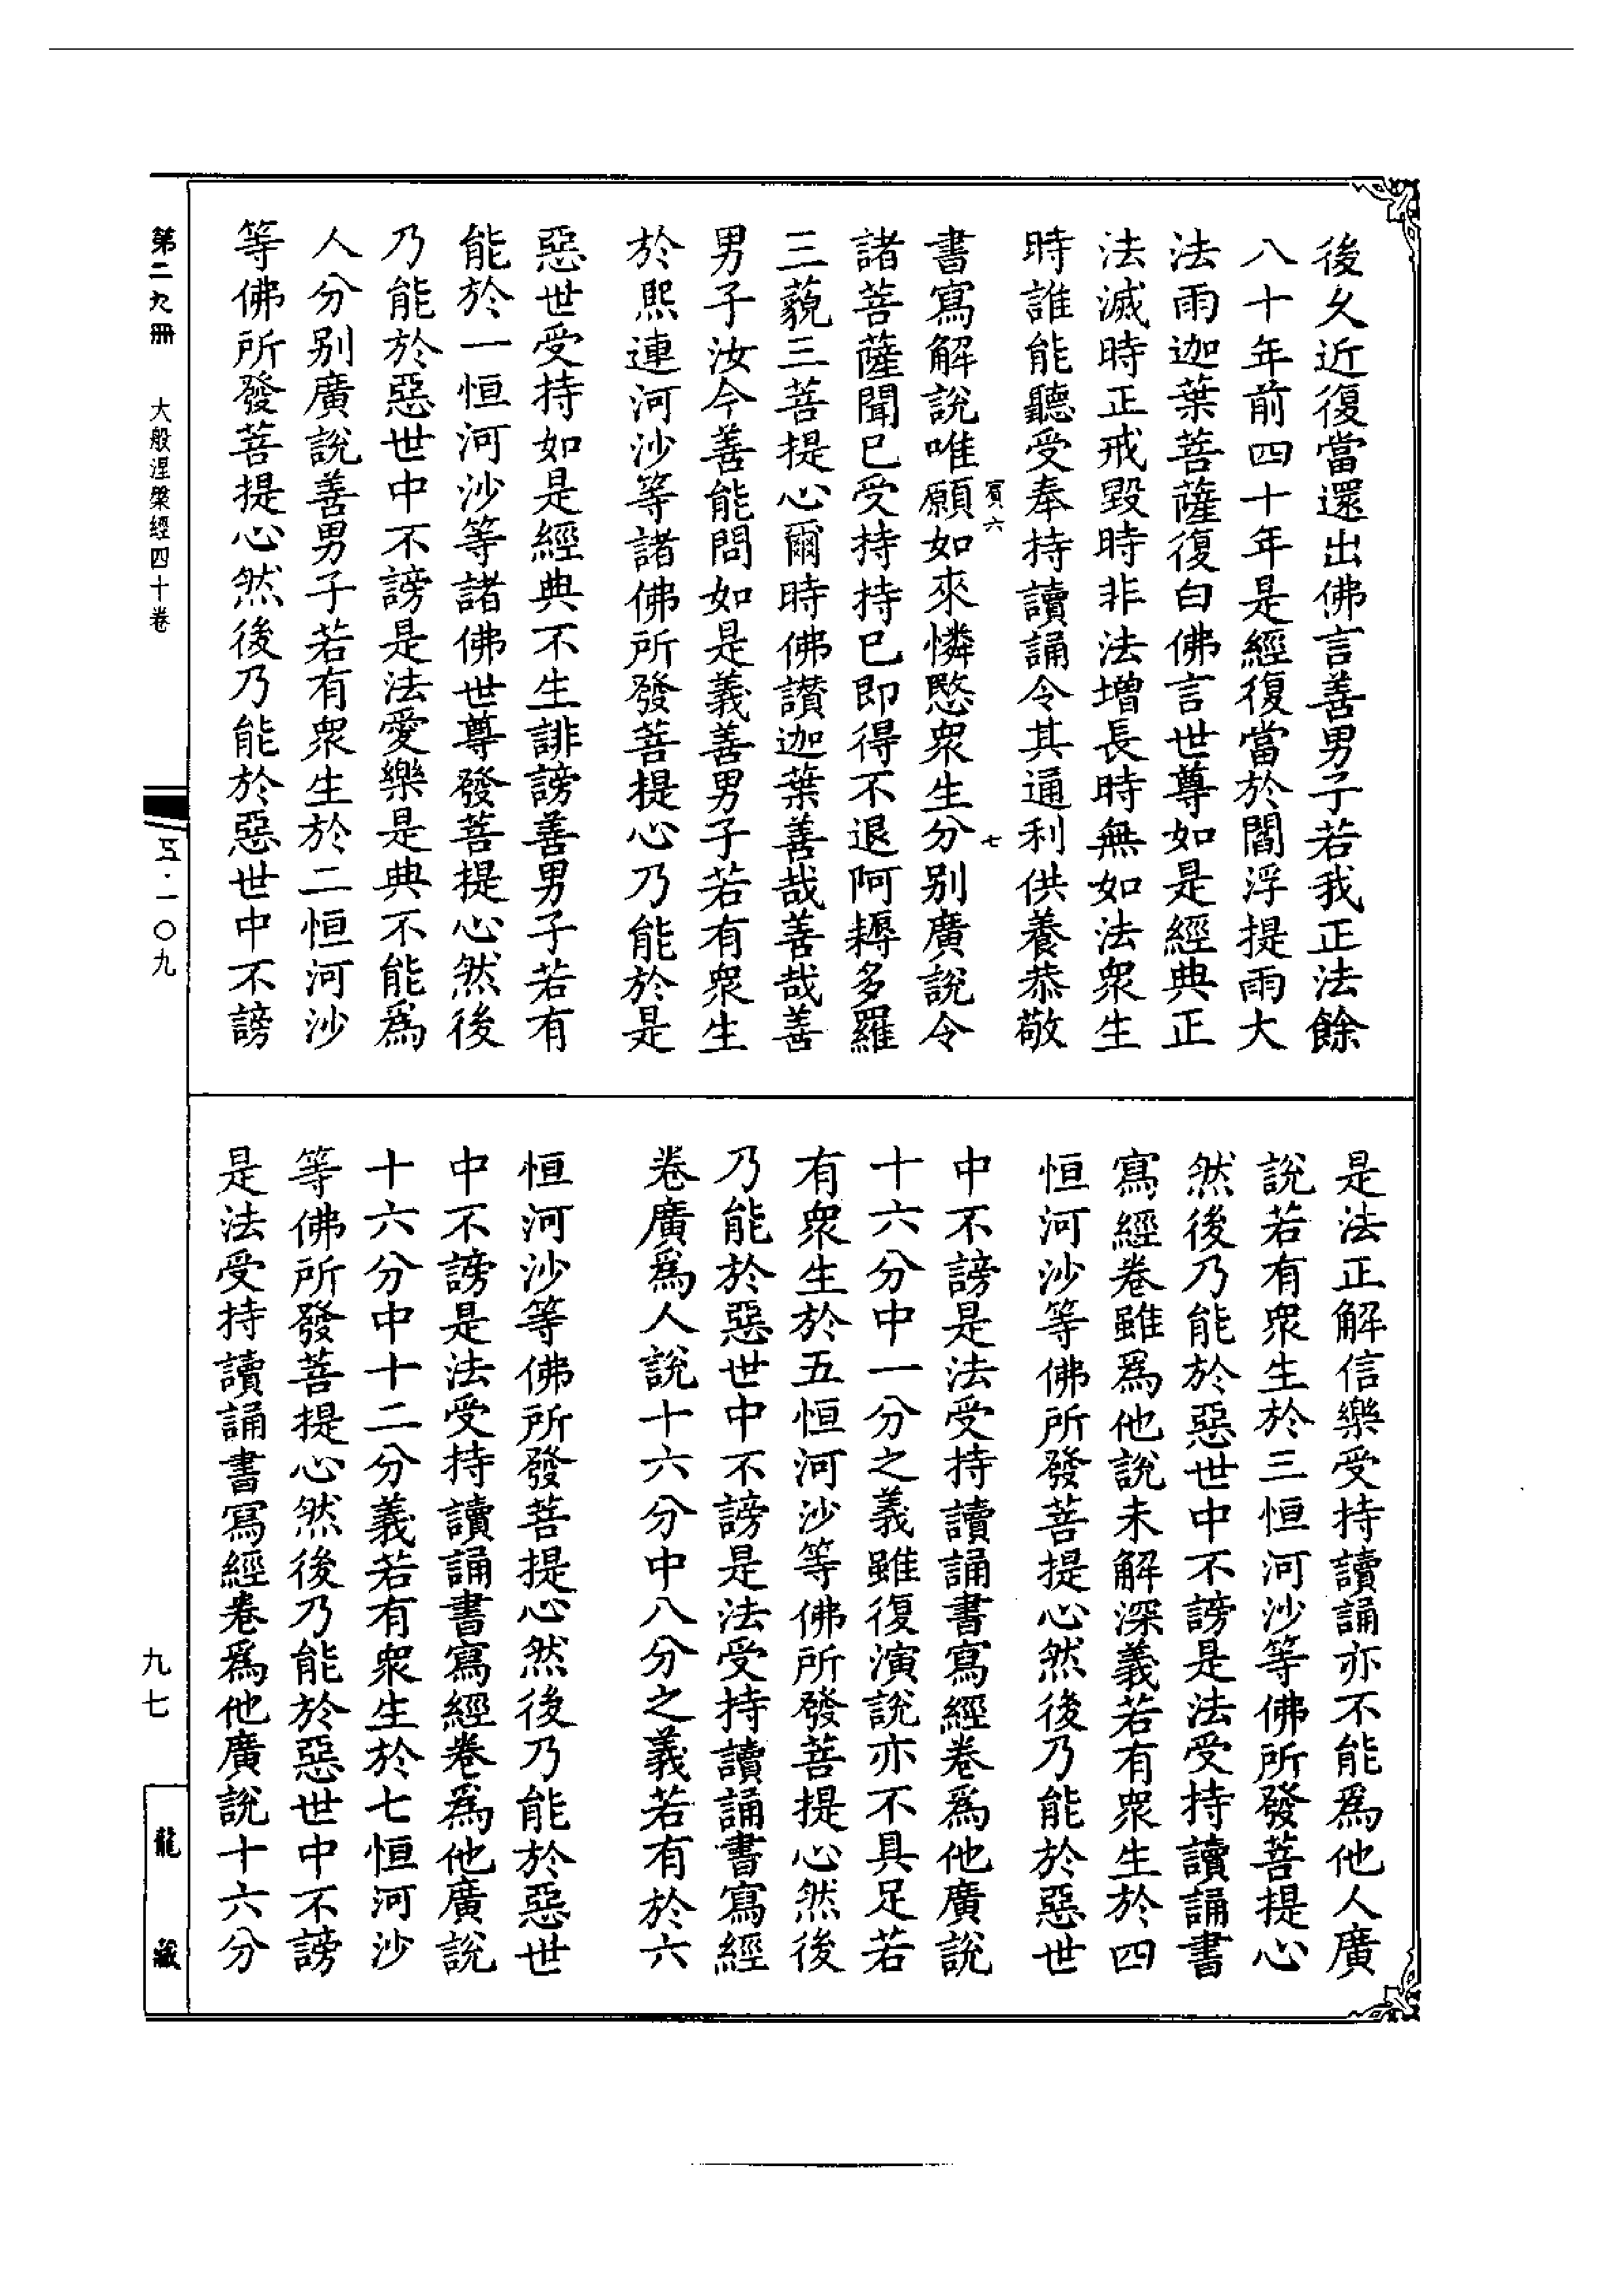 後久近復當還出佛言善男子若我正法餘
八十年前四十年是經復當於閻浮提雨大
法雨迦葉菩薩復白佛言世尊如是經典正
法滅時正戒毀時非法增長時無如法衆生
時誰能聽受奉持讀誦令其通利供養恭敬
賓六 七
書寫解說唯願如來憐愍衆生分別廣說令
諸菩薩聞已受持持已即得不退阿耨多羅
三藐三菩提心爾時佛讚迦葉善哉善哉善
男子汝今善能問如是義善男子若有衆生
於熙連河沙等諸佛所發菩提心乃能於是
惡世受持如是經典不生誹謗善男子若有
能於一恒河沙等諸佛世尊發菩提心然後
乃能於惡世中不謗是法愛樂是典不能爲
人分別廣說善男子若有衆生於二恒河沙
等佛所發菩提心然後乃能於惡世中不謗
是法正解信樂受持讀誦亦不能爲他人廣
說若有衆生於三恒河沙等佛所發菩提心
然後乃能於惡世中不謗是法受持讀誦書
寫經卷雖爲他說未解深義若有衆生於四
恒河沙等佛所發菩提心然後乃能於惡世
中不謗是法受持讀誦書寫經卷爲他廣說
十六分中一分之義雖復演說亦不具足若
有衆生於五恒河沙等佛所發菩提心然後
乃能於惡世中不謗是法受持讀誦書寫經
卷廣爲人說十六分中八分之義若有於六
恒河沙等佛所發菩提心然後乃能於惡世
中不謗是法受持讀誦書寫經卷爲他廣說
十六分中十二分義若有衆生於七恒河沙
等佛所發菩提心然後乃能於惡世中不謗
是法受持讀誦書寫經卷爲他廣說十六分
第二九冊 大般涅槃經四十卷
五·一〇九
九七
龍藏